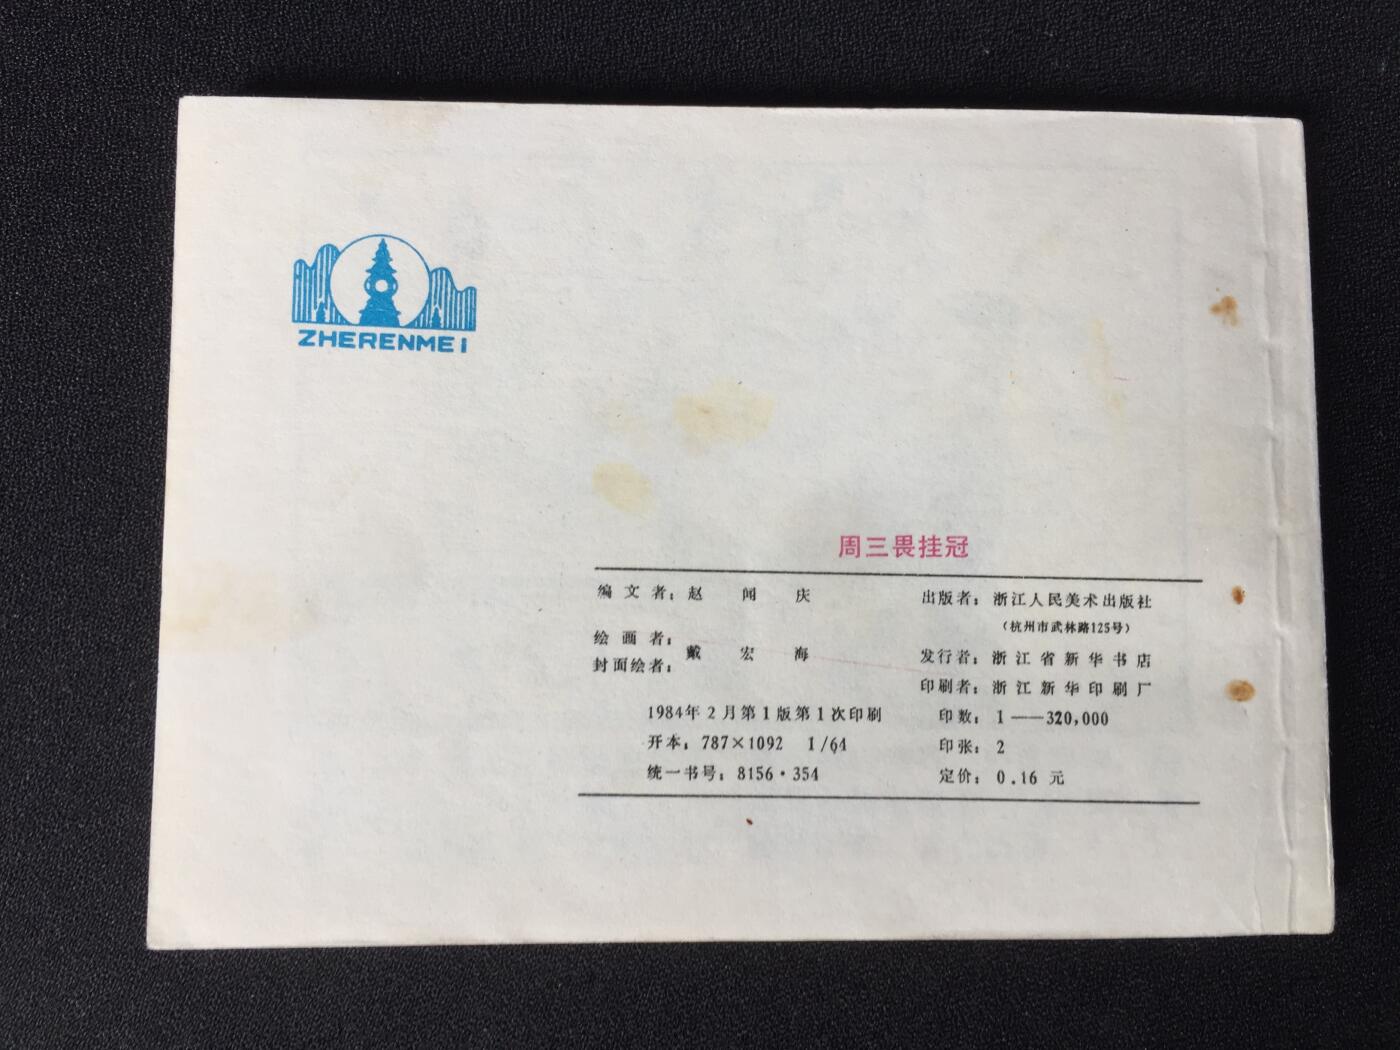 ZHERENMEI
周三畏挂冠
编文者：赵闻庆
绘画者：
封面绘者：
戴宏海
1984年2月第1版第1次印刷
开本：787×1092 1/64
统一书号：8156·354
出版者：浙江人民美术出版社
（杭州市武林路125号）
发行者：浙江省新华书店
印刷者：浙江新华印刷厂
印数：1——320,000
印张：2
定价：0.16元